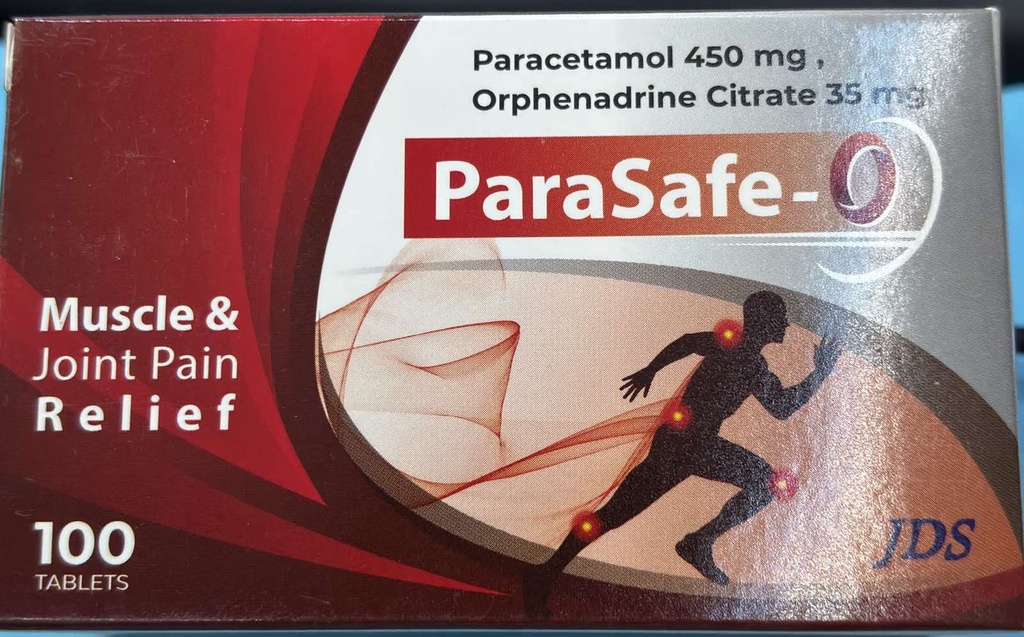 Paracetamol 450 mg ,
Orphenadrine Citrate 35 mg
ParaSafe-O
Muscle &
Joint Pain
Relief
100
TABLETS
JDS